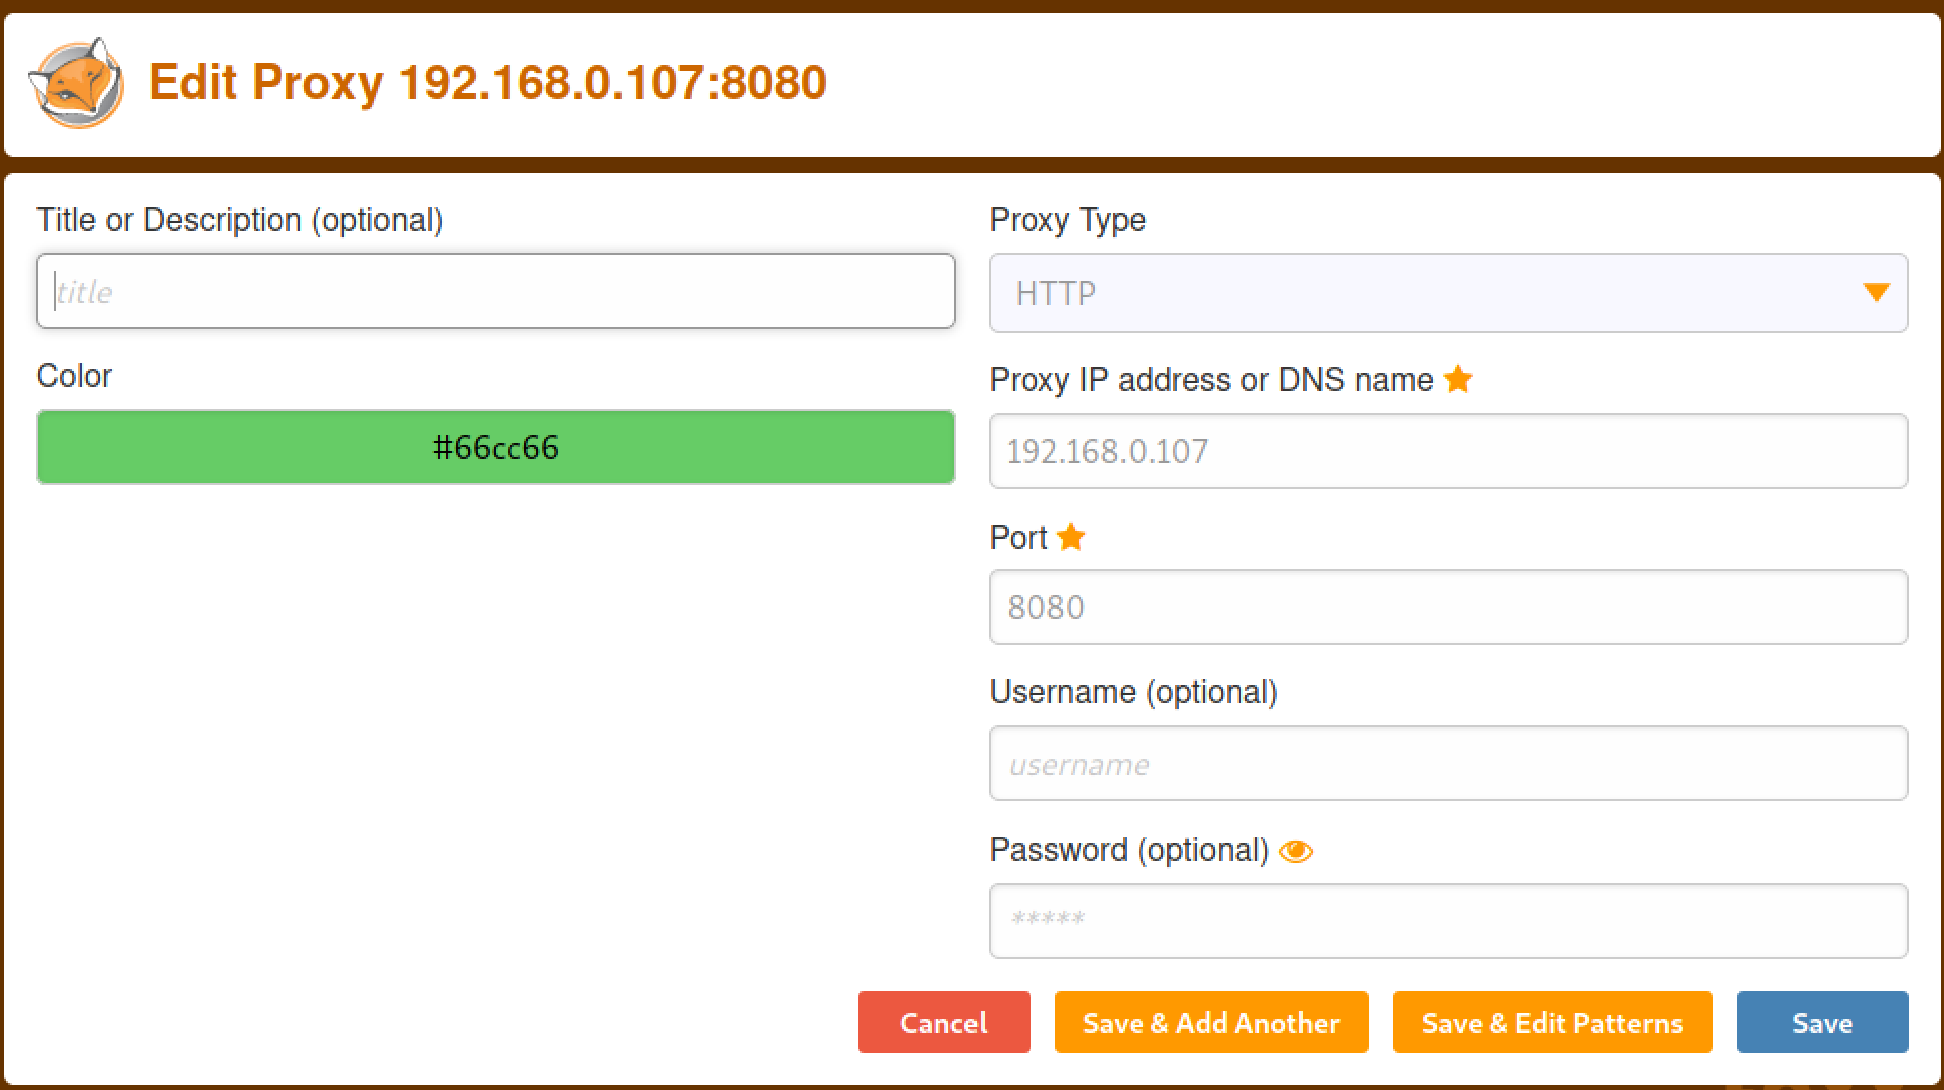 Edit Proxy 192.168.0.107:8080
Title or Description (optional)
title
Color
#66cc66
Proxy Type
HTTP
Proxy IP address or DNS name
192.168.0.107
Port
8080
Username (optional)
username
Password (optional)
*****
Cancel
Save & Add Another
Save & Edit Patterns
Save